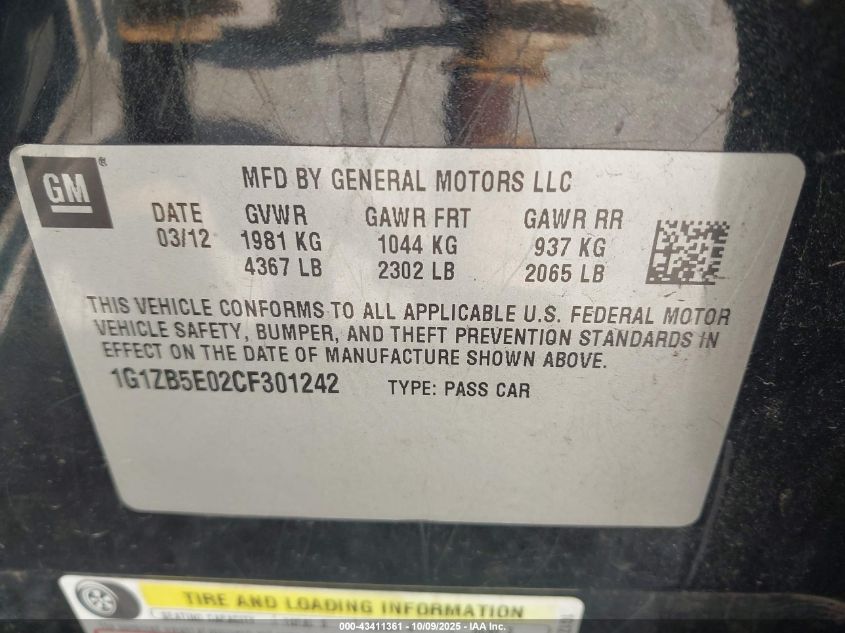 GM ®
MFD BY GENERAL MOTORS LLC
DATE GVWR GAWR FRT GAWR RR
03/12 1981 KG 1044 KG 937 KG
4367 LB 2302 LB 2065 LB
THIS VEHICLE CONFORMS TO ALL APPLICABLE U.S. FEDERAL MOTOR
VEHICLE SAFETY, BUMPER, AND THEFT PREVENTION STANDARDS IN
EFFECT ON THE DATE OF MANUFACTURE SHOWN ABOVE.
1G1ZB5E02CF301242 TYPE: PASS CAR
TIRE AND LOADING INFORMATION
SEATING CAPACITY
000-43411361 - 10/09/2025 - IAA Inc.